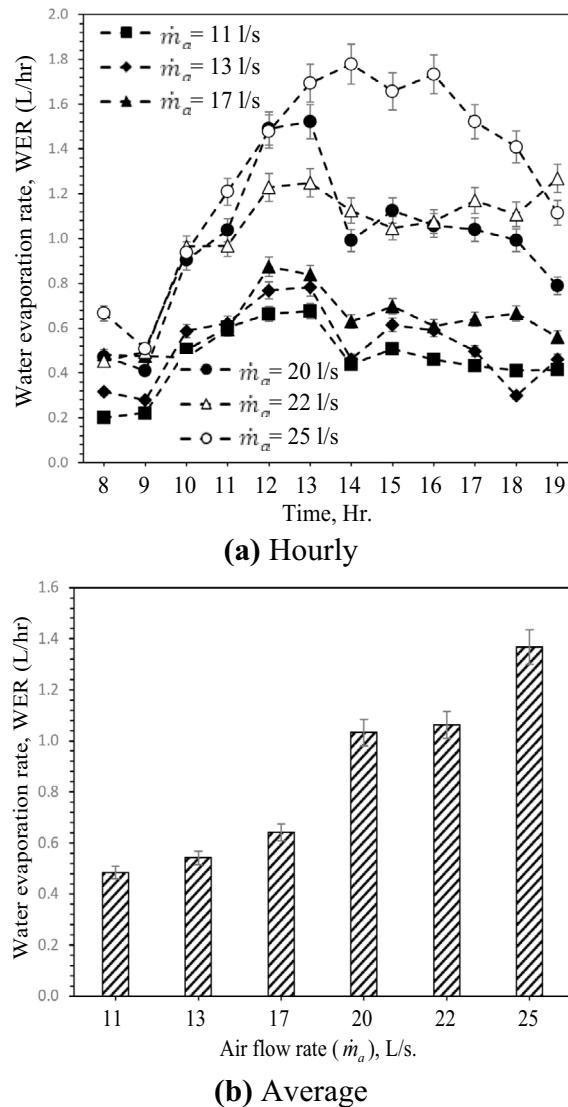 2.0
1.8
1.6
1.4
1.2
1.0
0.8
0.6
0.4
0.2
0.0
Water evaporation rate, WER (L/hr)
ṁₐ= 11 l/s
ṁₐ= 13 l/s
ṁₐ= 17 l/s
ṁₐ= 20 l/s
ṁₐ= 22 l/s
ṁₐ= 25 l/s
8 9 10 11 12 13 14 15 16 17 18 19
Time, Hr.
(a) Hourly
1.6
1.4
1.2
1.0
0.8
0.6
0.4
0.2
0.0
Water evaporation rate, WER (L/hr)
11 13 17 20 22 25
Air flow rate (ṁₐ), L/s.
(b) Average